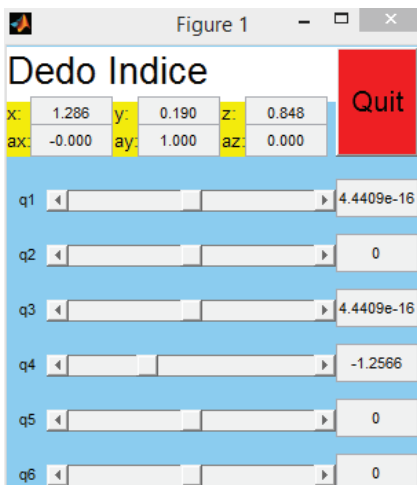 Figure 1
Dedo Indice
Quit
x: 1.286 y: 0.190 z: 0.848
ax: -0.000 ay: 1.000 az: 0.000
q1 4.4409e-16
q2 0
q3 4.4409e-16
q4 -1.2566
q5 0
q6 0